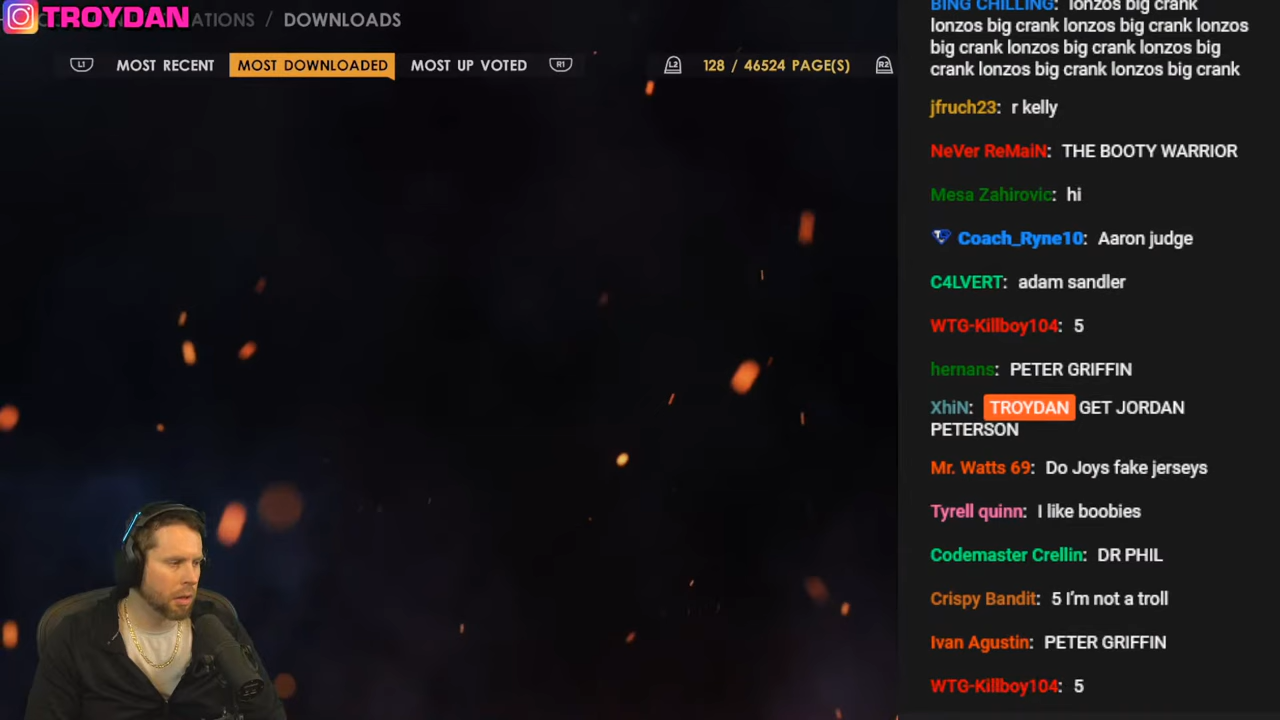 TROYDAN
ATIONS / DOWNLOADS
L1 MOST RECENT MOST DOWNLOADED MOST UP VOTED R1 L2 128 / 46524 PAGE(S) R2
BING CHILLING: lonzos big crank
lonzos big crank lonzos big crank lonzos
big crank lonzos big crank lonzos big
crank lonzos big crank lonzos big crank
jfruch23: r kelly
NeVer ReMaiN: THE BOOTY WARRIOR
Mesa Zahirovic: hi
Coach_Ryne10: Aaron judge
C4LVERT: adam sandler
WTG-Killboy104: 5
hernans: PETER GRIFFIN
XhiN: TROYDAN GET JORDAN
PETERSON
Mr. Watts 69: Do Joys fake jerseys
Tyrell quinn: I like boobies
Codemaster Crellin: DR PHIL
Crispy Bandit: 5 I'm not a troll
Ivan Agustin: PETER GRIFFIN
WTG-Killboy104: 5